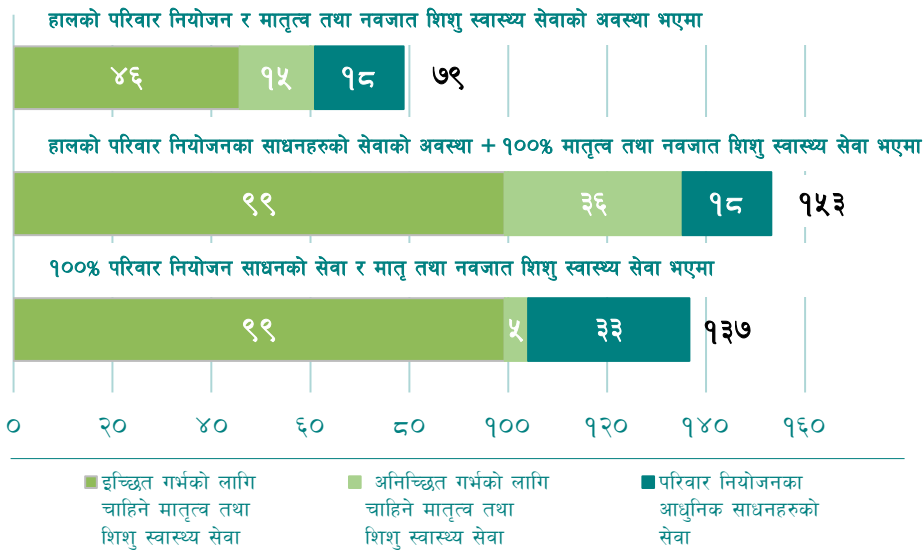 हालको परिवार नियोजन र मातृत्व तथा नवजात शिशु स्वास्थ्य सेवाको अवस्था भएमा
४६ १५ १८ ७९
हालको परिवार नियोजनका साधनहरुको सेवाको अवस्था + १००% मातृत्व तथा नवजात शिशु स्वास्थ्य सेवा भएमा
९९ ३६ १८ १५३
१००% परिवार नियोजन साधनको सेवा र मातृ तथा नवजात शिशु स्वास्थ्य सेवा भएमा
९९ ५ ३३ १३७
० २० ४० ६० ८० १०० १२० १४० १६०
इच्छित गर्भको लागि
चाहिने मातृत्व तथा
शिशु स्वास्थ्य सेवा
अनिच्छित गर्भको लागि
चाहिने मातृत्व तथा
शिशु स्वास्थ्य सेवा
परिवार नियोजनका
आधुनिक साधनहरुको
सेवा